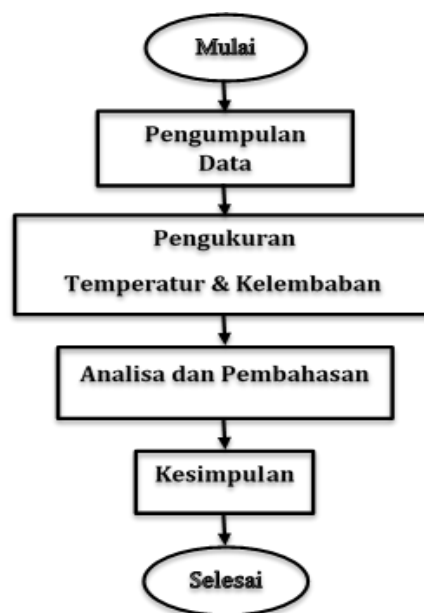 Mulai
Pengumpulan
Data
Pengukuran
Temperatur & Kelembaban
Analisa dan Pembahasan
Kesimpulan
Selesai